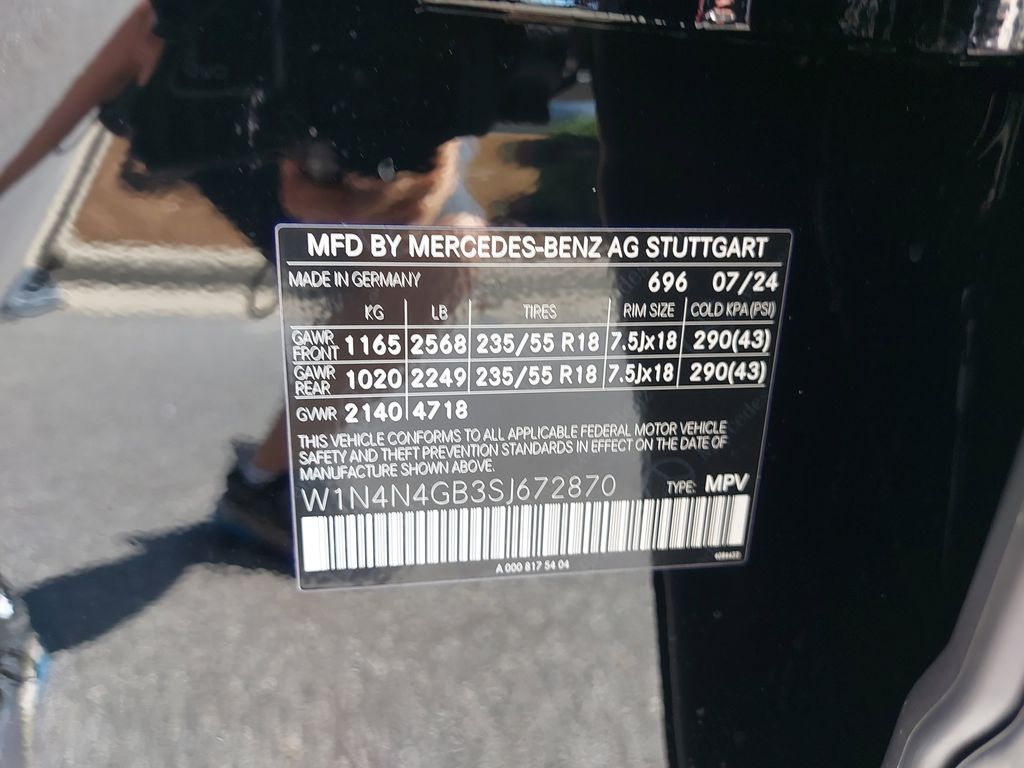 MFD BY MERCEDES-BENZ AG STUTTGART
MADE IN GERMANY 696 07/24
KG LB TIRES RIM SIZE COLD KPA (PSI)
GAWR FRONT 1165 2568 235/55 R18 7.5Jx18 290(43)
GAWR REAR 1020 2249 235/55 R18 7.5Jx18 290(43)
GVWR 2140 4718
THIS VEHICLE CONFORMS TO ALL APPLICABLE FEDERAL MOTOR VEHICLE
SAFETY AND THEFT PREVENTION STANDARDS IN EFFECT ON THE DATE OF
MANUFACTURE SHOWN ABOVE.
W1N4N4GB3SJ672870 TYPE: MPV
A 000 817 54 04